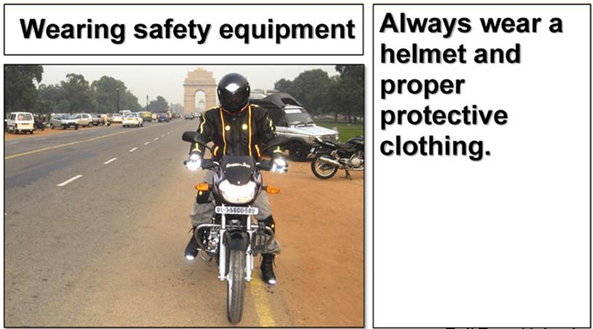 Wearing safety equipment
Always wear a
helmet and
proper
protective
clothing.